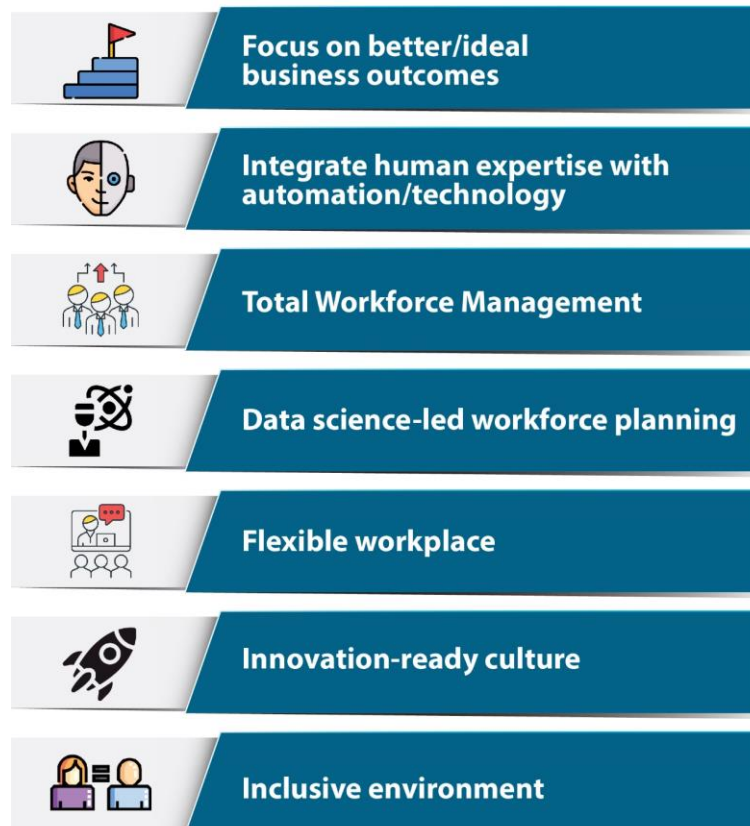 Focus on better/ideal
business outcomes
Integrate human expertise with
automation/technology
Total Workforce Management
Data science-led workforce planning
Flexible workplace
Innovation-ready culture
Inclusive environment